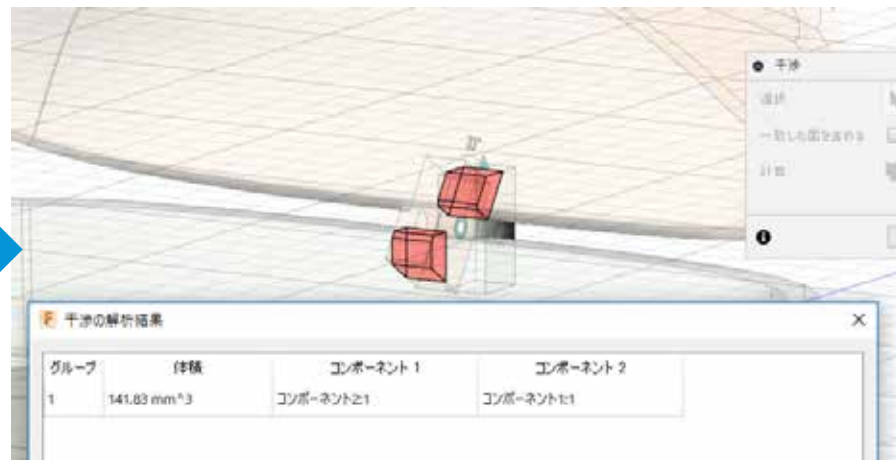 干渉
選択
一致した面を含める
計算
干渉の解析結果
グループ 体積 コンポーネント 1 コンポーネント 2
1 141.83 mm^3 コンポーネント2:1 コンポーネント1:1